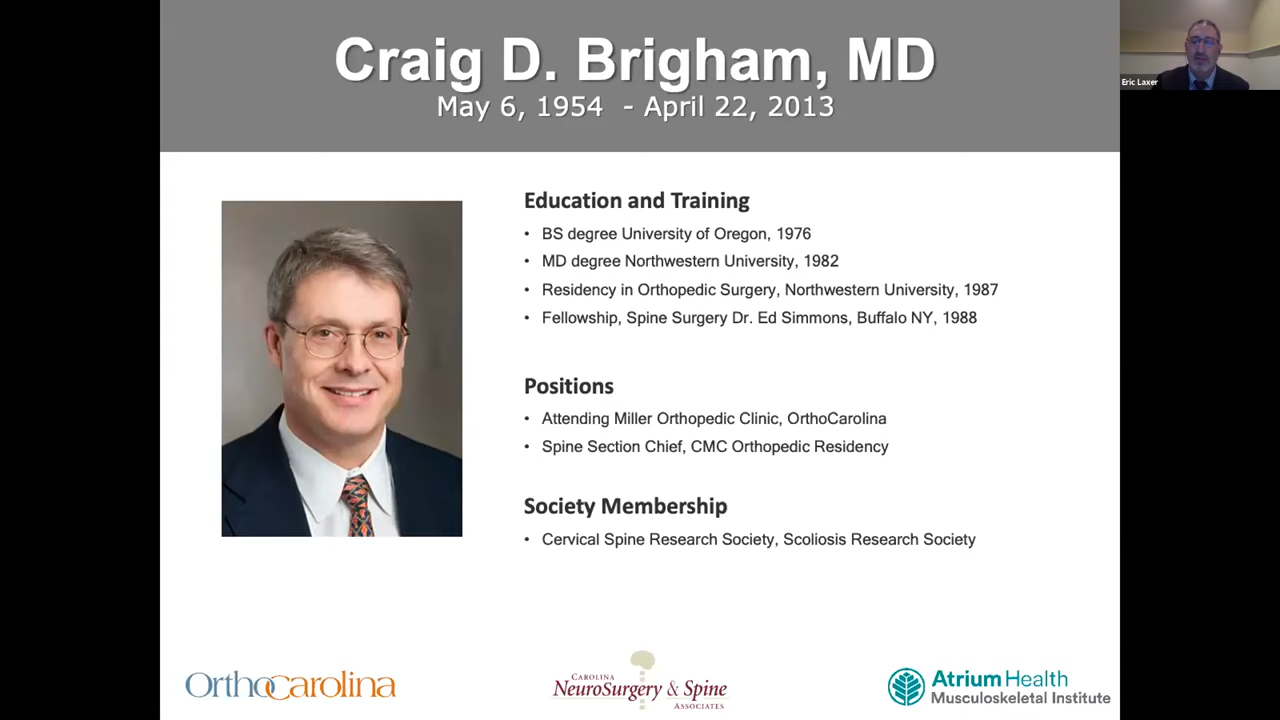 Craig D. Brigham, MD
May 6, 1954 - April 22, 2013
Eric Laxer
Education and Training
• BS degree University of Oregon, 1976
• MD degree Northwestern University, 1982
• Residency in Orthopedic Surgery, Northwestern University, 1987
• Fellowship, Spine Surgery Dr. Ed Simmons, Buffalo NY, 1988
Positions
• Attending Miller Orthopedic Clinic, OrthoCarolina
• Spine Section Chief, CMC Orthopedic Residency
Society Membership
• Cervical Spine Research Society, Scoliosis Research Society
OrthoCarolina
CAROLINA
NEUROSURGERY & SPINE
ASSOCIATES
Atrium Health
Musculoskeletal Institute